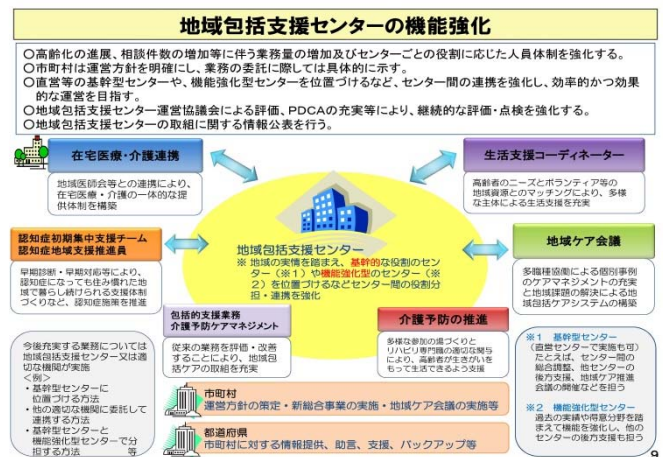 地域包括支援センターの機能強化
○高齢化の進展、相談件数の増加等に伴う業務量の増加及びセンターごとの役割に応じた人員体制を強化する。
○市町村は運営方針を明確にし、業務の委託に際しては具体的に示す。
○直営等の基幹型センターや、機能強化型センターを位置づけるなど、センター間の連携を強化し、効率的かつ効果
的な運営を目指す。
○地域包括支援センター運営協議会による評価、PDCAの充実等により、継続的な評価・点検を強化する。
○地域包括支援センターの取組に関する情報公表を行う。
在宅医療・介護連携
地域医師会等との連携により、
在宅医療・介護の一体的な提
供体制を構築
生活支援コーディネーター
高齢者のニーズとボランティア等の
地域資源とのマッチングにより、多様
な主体による生活支援を充実
認知症初期集中支援チーム
認知症地域支援推進員
早期診断・早期対応等により、
認知症になっても住み慣れた地
域で暮らし続けられる支援体制
づくりなど、認知症施策を推進
地域包括支援センター
※ 地域の実情を踏まえ、基幹的な役割のセン
ター（※１）や機能強化型のセンター（※
２）を位置づけるなどセンター間の役割分
担・連携を強化
地域ケア会議
多職種協働による個別事例
のケアマネジメントの充実
と地域課題の解決による地
域包括ケアシステムの構築
包括的支援業務
介護予防ケアマネジメント
従来の業務を評価・改善
することにより、地域包
括ケアの取組を充実
介護予防の推進
多様な参加の場づくりと
リハビリ専門職の適切な関与
により、高齢者が生きがいを
もって生活できるよう支援
今後充実する業務については
地域包括支援センター又は適
切な機関が実施
＜例＞
・基幹型センターに
位置づける方法
・他の適切な機関に委託して
連携する方法
・基幹型センターと
機能強化型センターで分
担する方法 等
市町村
運営方針の策定・新総合事業の実施・地域ケア会議の実施等
都道府県
市町村に対する情報提供、助言、支援、バックアップ等
※１ 基幹型センター
（直営センターで実施も可）
たとえば、センター間の
総合調整、他センターの
後方支援、地域ケア推進
会議の開催などを担う
※２ 機能強化型センター
過去の実績や得意分野を踏
まえて機能を強化し、他の
センターの後方支援も担う
9